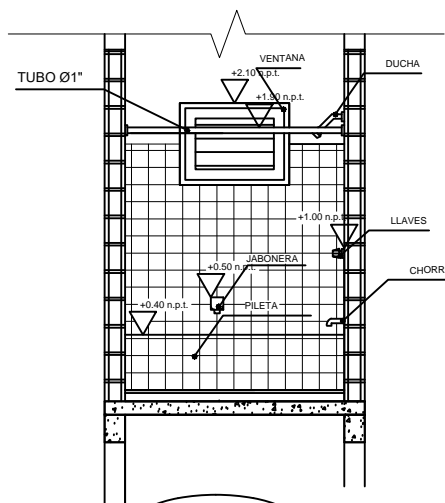 VENTANA
DUCHA
+2.10 n.p.t.
TUBO Ø1"
+1.90 n.p.t.
+1.00 n.p.t
LLAVES
JABONERA
+0.50 n.p.t.
CHORR
+0.40 n.p.t.
PILETA